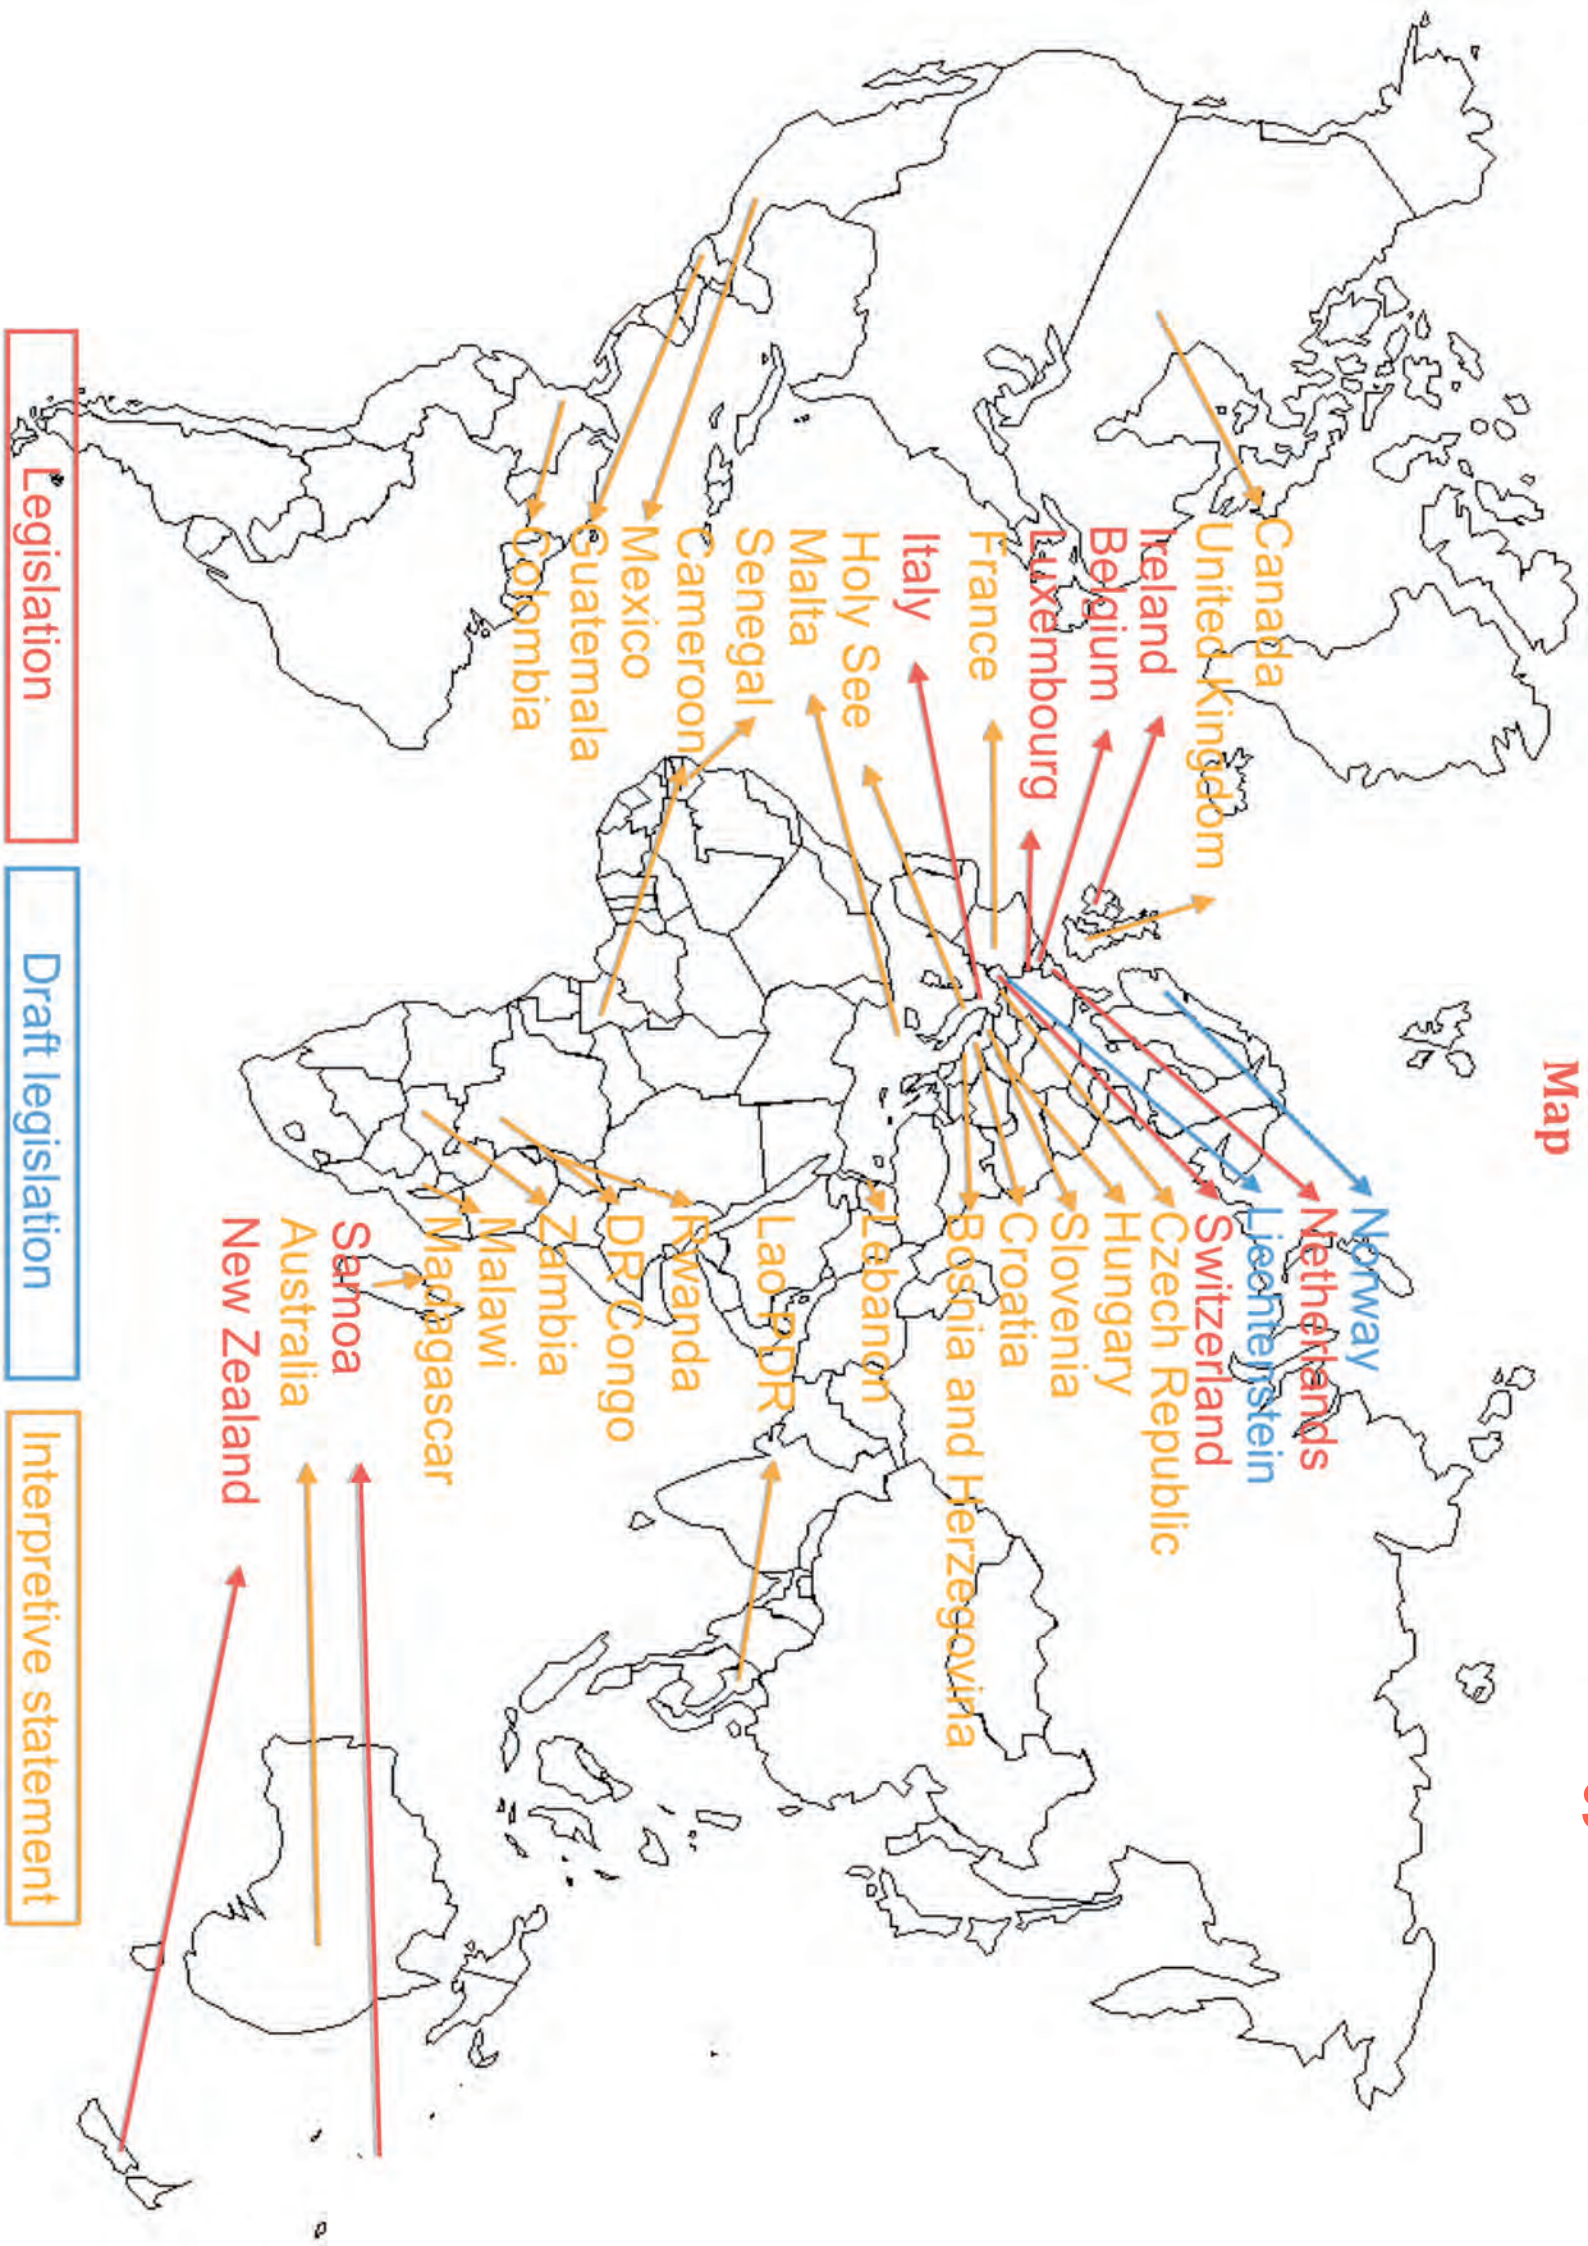 Map
Canada
United Kingdom
Ireland
Belgium
Luxembourg
France
Italy
Holy See
Malta
Senegal
Cameroon
Mexico
Guatemala
Colombia
Norway
Netherlands
Liechtenstein
Switzerland
Czech Republic
Hungary
Slovenia
Croatia
Bosnia and Herzegovina
Lebanon
Lao PDR
Rwanda
DR Congo
Zambia
Malawi
Madagascar
Samoa
Australia
New Zealand
Legislation
Draft legislation
Interpretive statement